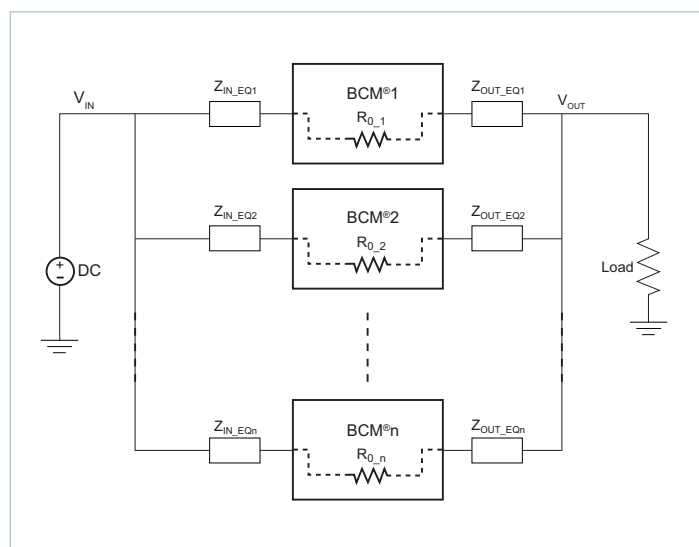 V_IN
Z_IN_EQ1
BCM®1
R_0_1
Z_OUT_EQ1
V_OUT
Z_IN_EQ2
BCM®2
R_0_2
Z_OUT_EQ2
+
DC
Load
Z_IN_EQn
BCM®n
R_0_n
Z_OUT_EQn